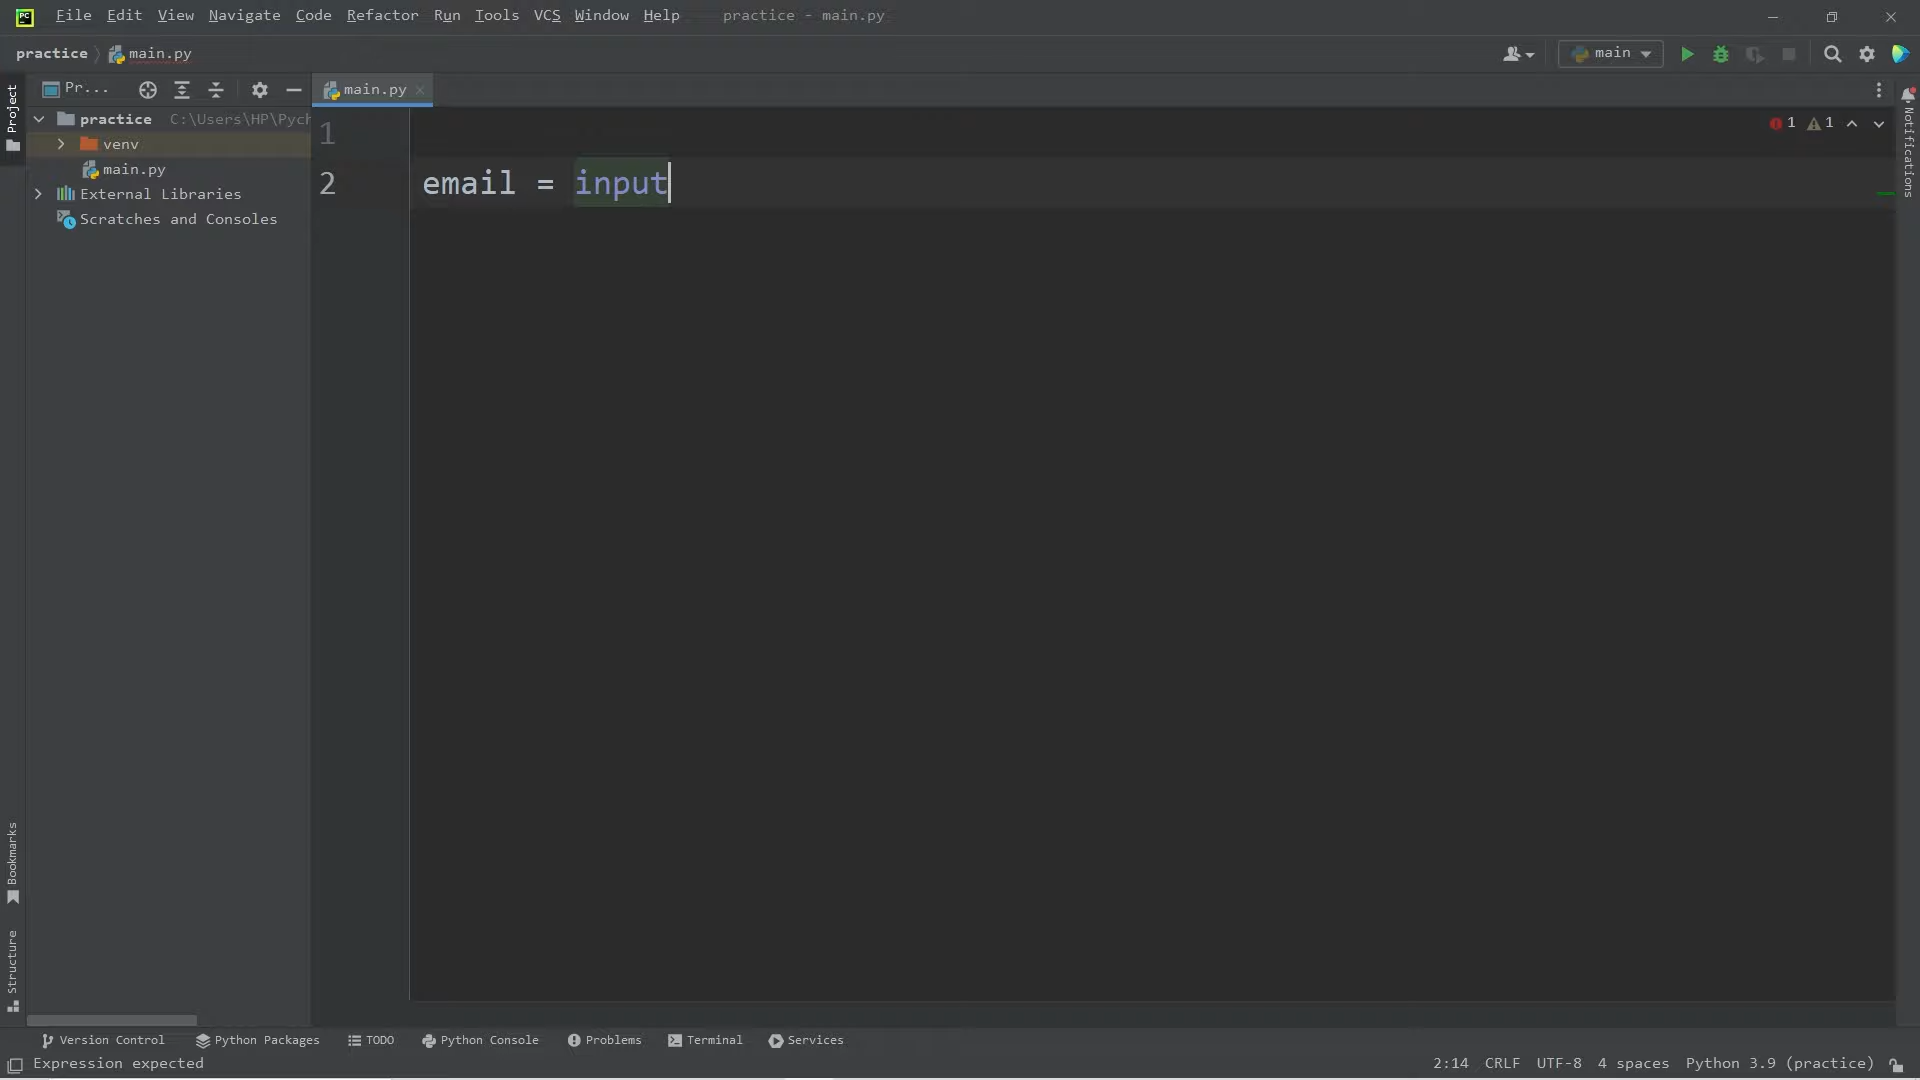 PC File Edit View Navigate Code Refactor Run Tools VCS Window Help practice - main.py
practice main.py main
Project Pr... main.py Notifications
practice C:\Users\HP\Pych
venv
main.py
External Libraries
Scratches and Consoles
1
2 email = input
1 1
Bookmarks
Structure
Version Control Python Packages TODO Python Console Problems Terminal Services
Expression expected 2:14 CRLF UTF-8 4 spaces Python 3.9 (practice)